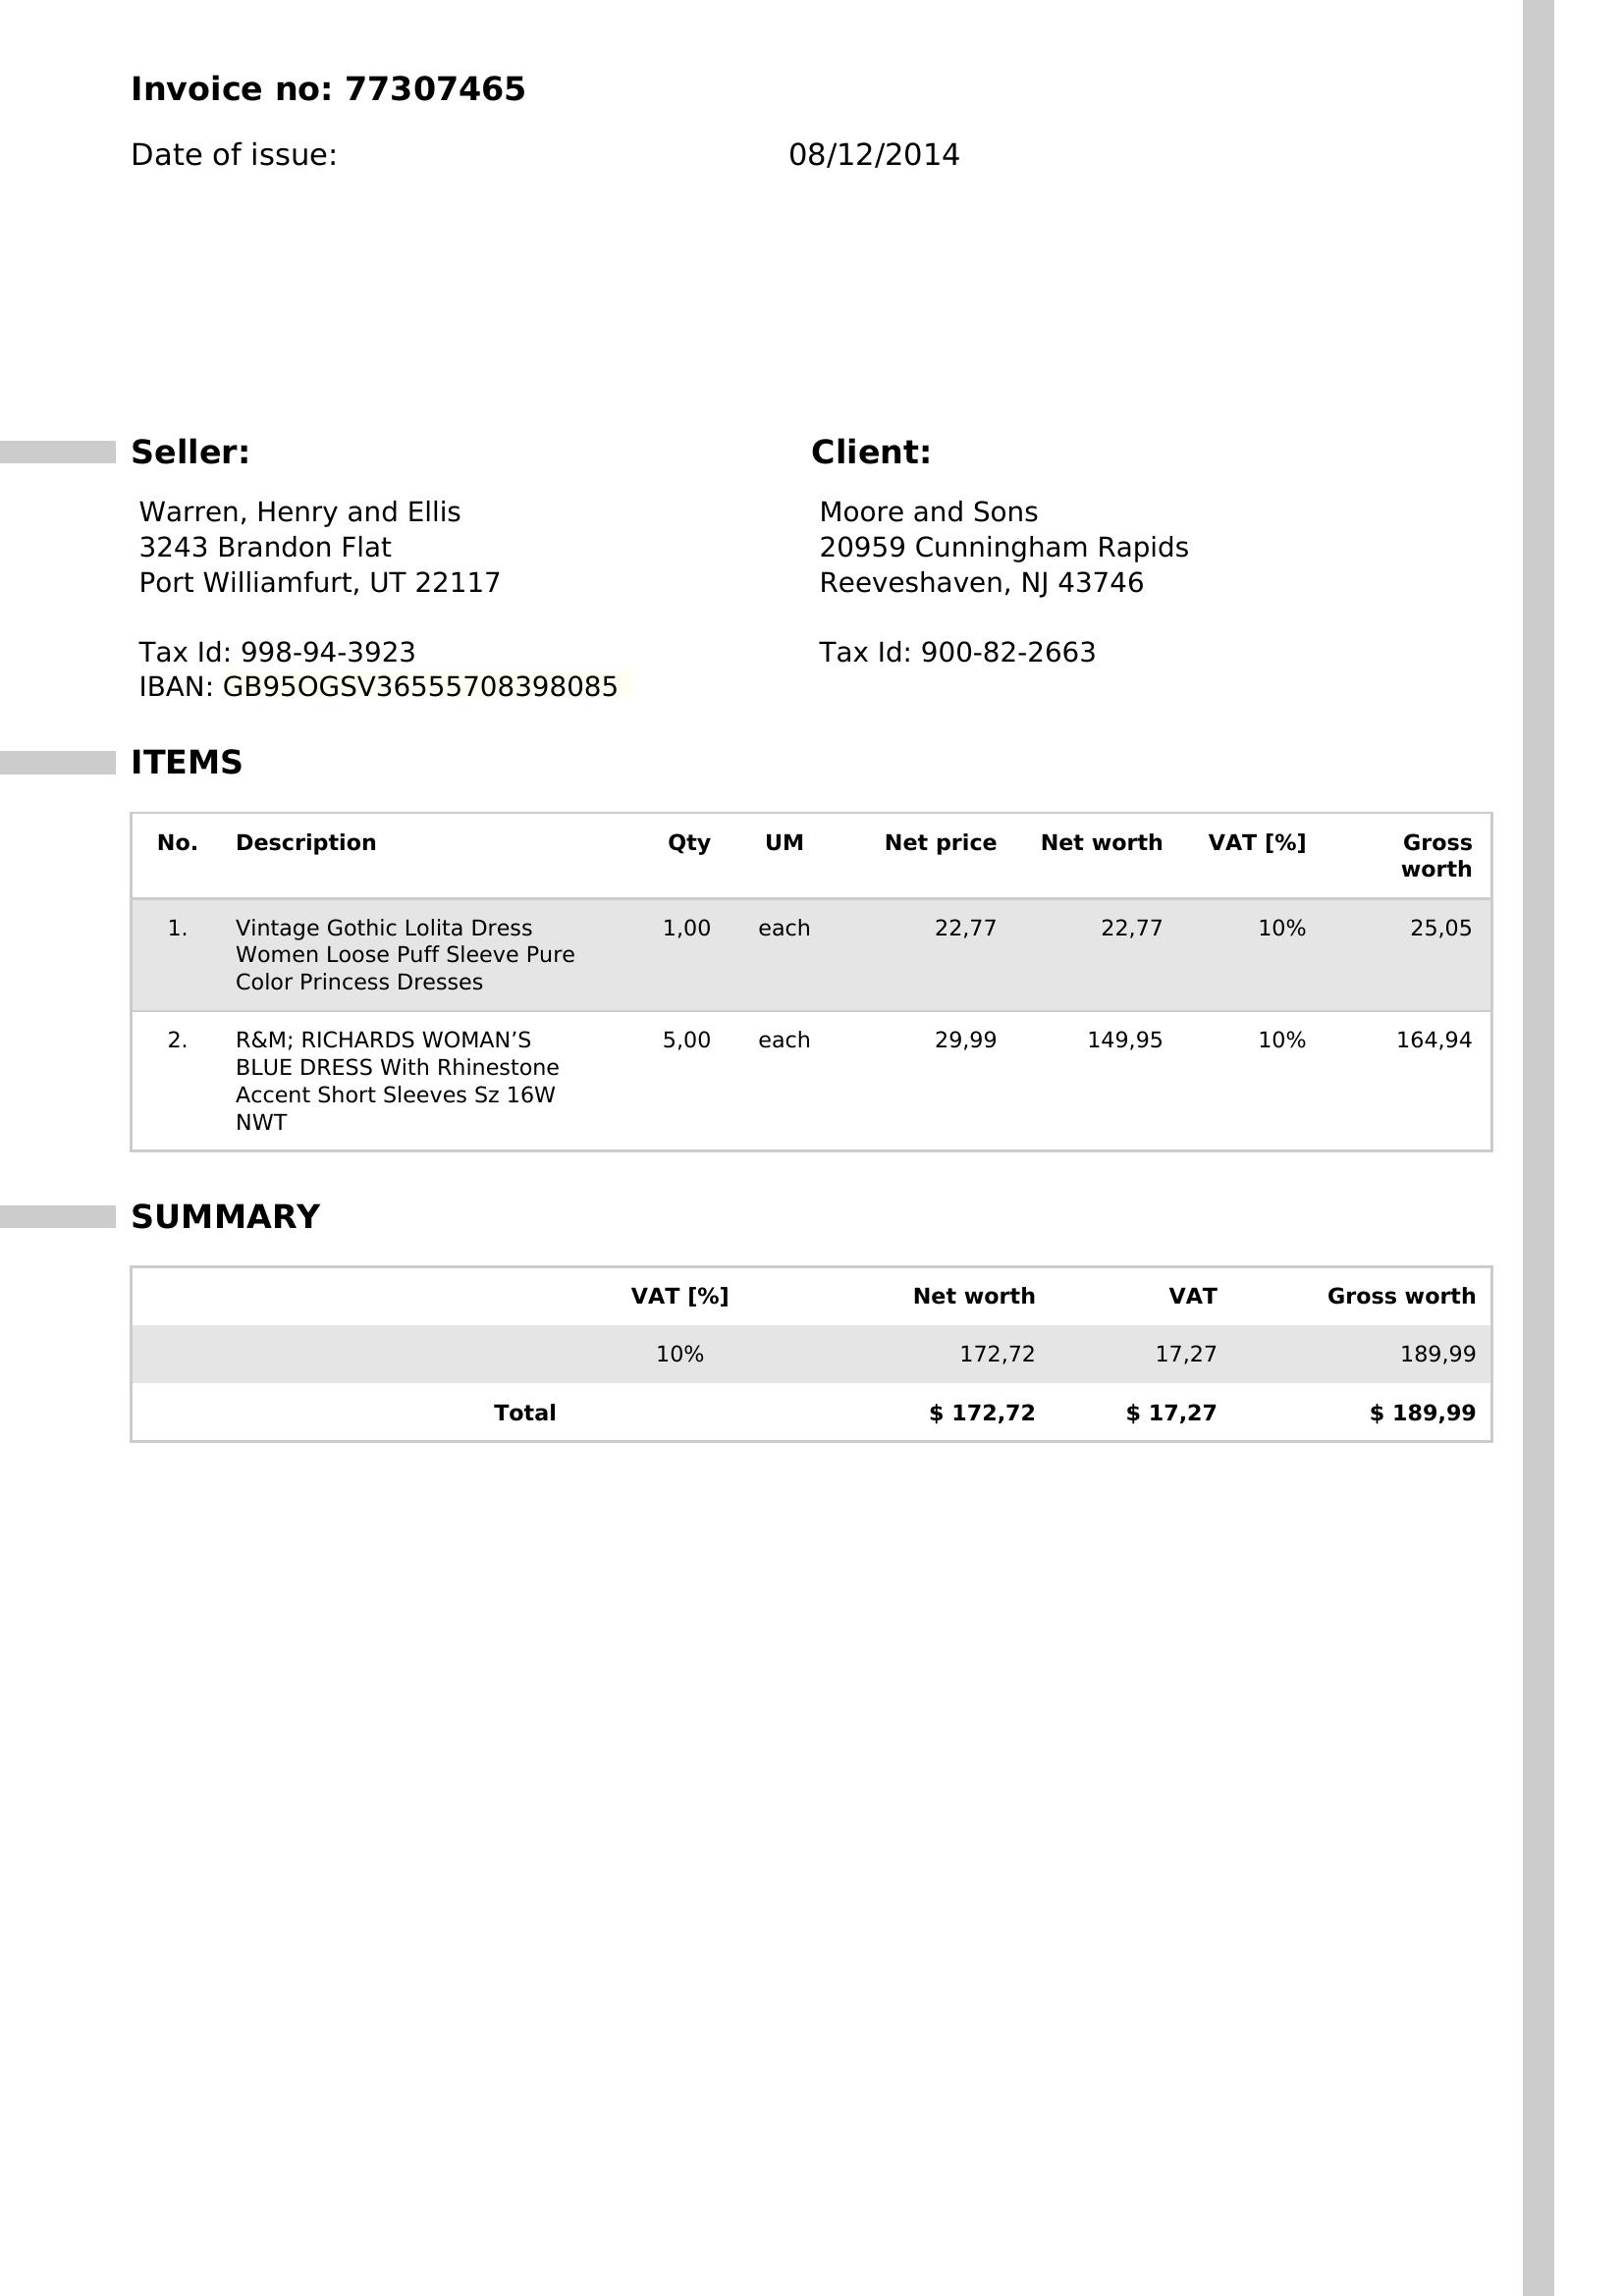 Invoice no: 77307465
Date of issue: 08/12/2014
Seller:
Warren, Henry and Ellis
3243 Brandon Flat
Port Williamfurt, UT 22117
Tax Id: 998-94-3923
IBAN: GB95OGSV36555708398085
Client:
Moore and Sons
20959 Cunningham Rapids
Reeveshaven, NJ 43746
Tax Id: 900-82-2663
ITEMS
No. Description Qty UM Net price Net worth VAT [%] Gross
worth
1. Vintage Gothic Lolita Dress 1,00 each 22,77 22,77 10% 25,05
Women Loose Puff Sleeve Pure
Color Princess Dresses
2. R&M; RICHARDS WOMAN’S 5,00 each 29,99 149,95 10% 164,94
BLUE DRESS With Rhinestone
Accent Short Sleeves Sz 16W
NWT
SUMMARY
VAT [%] Net worth VAT Gross worth
10% 172,72 17,27 189,99
Total $ 172,72 $ 17,27 $ 189,99